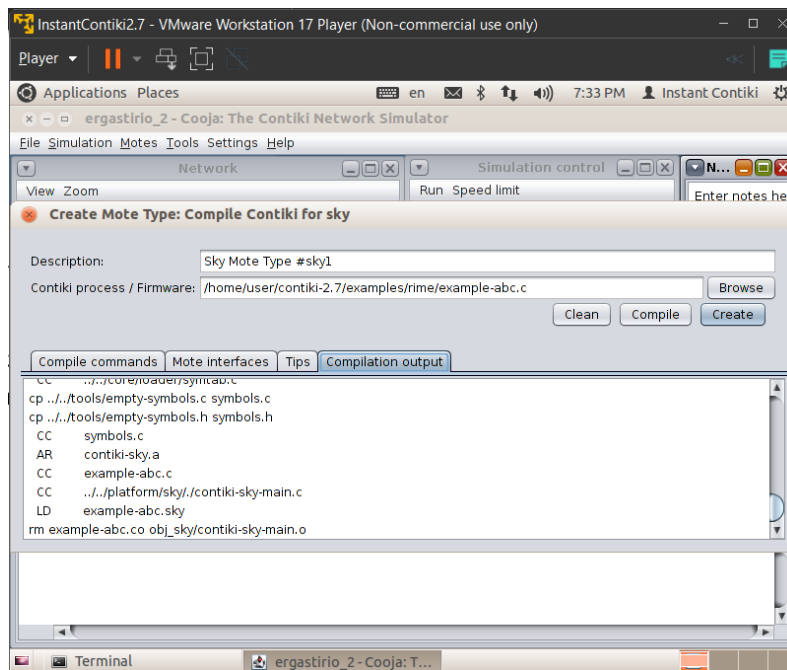 InstantContiki2.7 - VMware Workstation 17 Player (Non-commercial use only)
Player
Applications Places en 7:33 PM Instant Contiki
ergastirio_2 - Cooja: The Contiki Network Simulator
File Simulation Motes Tools Settings Help
Network Simulation control N...
View Zoom Run Speed limit Enter notes he
Create Mote Type: Compile Contiki for sky
Description: Sky Mote Type #sky1
Contiki process / Firmware: /home/user/contiki-2.7/examples/rime/example-abc.c Browse
Clean Compile Create
Compile commands Mote interfaces Tips Compilation output
CC ../../core/loader/symtab.c
cp ../../tools/empty-symbols.c symbols.c
cp ../../tools/empty-symbols.h symbols.h
CC symbols.c
AR contiki-sky.a
CC example-abc.c
CC ../../platform/sky/./contiki-sky-main.c
LD example-abc.sky
rm example-abc.co obj_sky/contiki-sky-main.o
Terminal ergastirio_2 - Cooja: T...